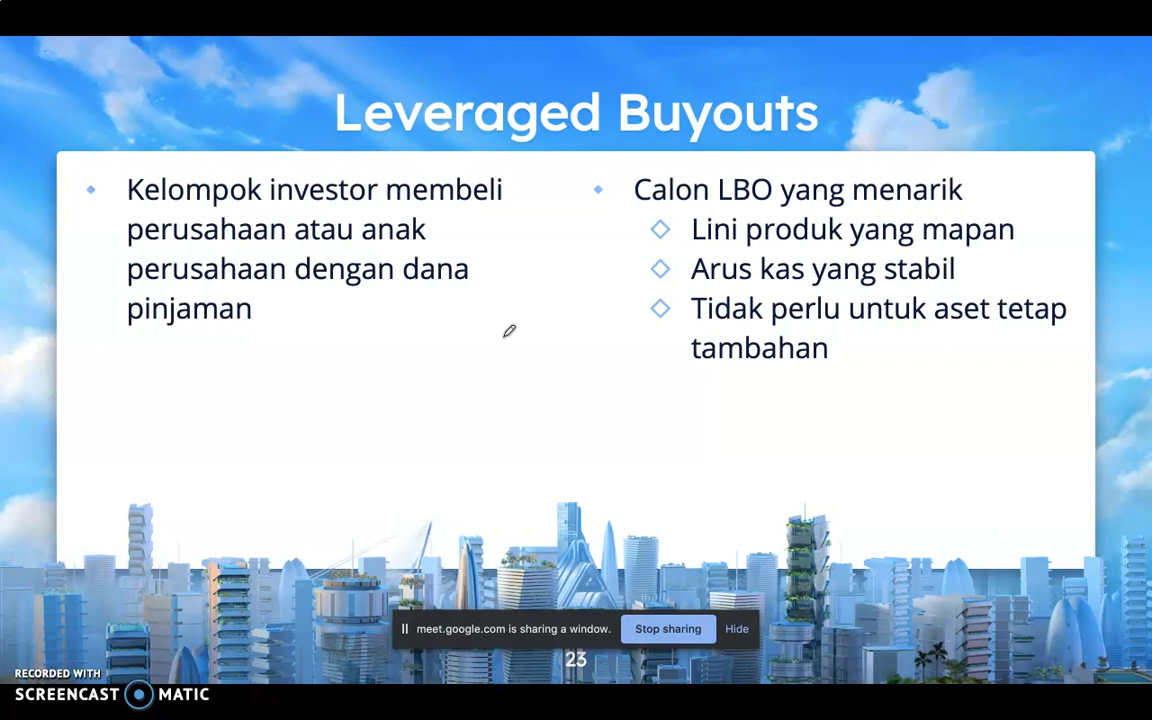 Leveraged Buyouts
Kelompok investor membeli
perusahaan atau anak
perusahaan dengan dana
pinjaman
Calon LBO yang menarik
Lini produk yang mapan
Arus kas yang stabil
Tidak perlu untuk aset tetap
tambahan
meet.google.com is sharing a window.
Stop sharing
Hide
23
RECORDED WITH
SCREENCAST MATIC